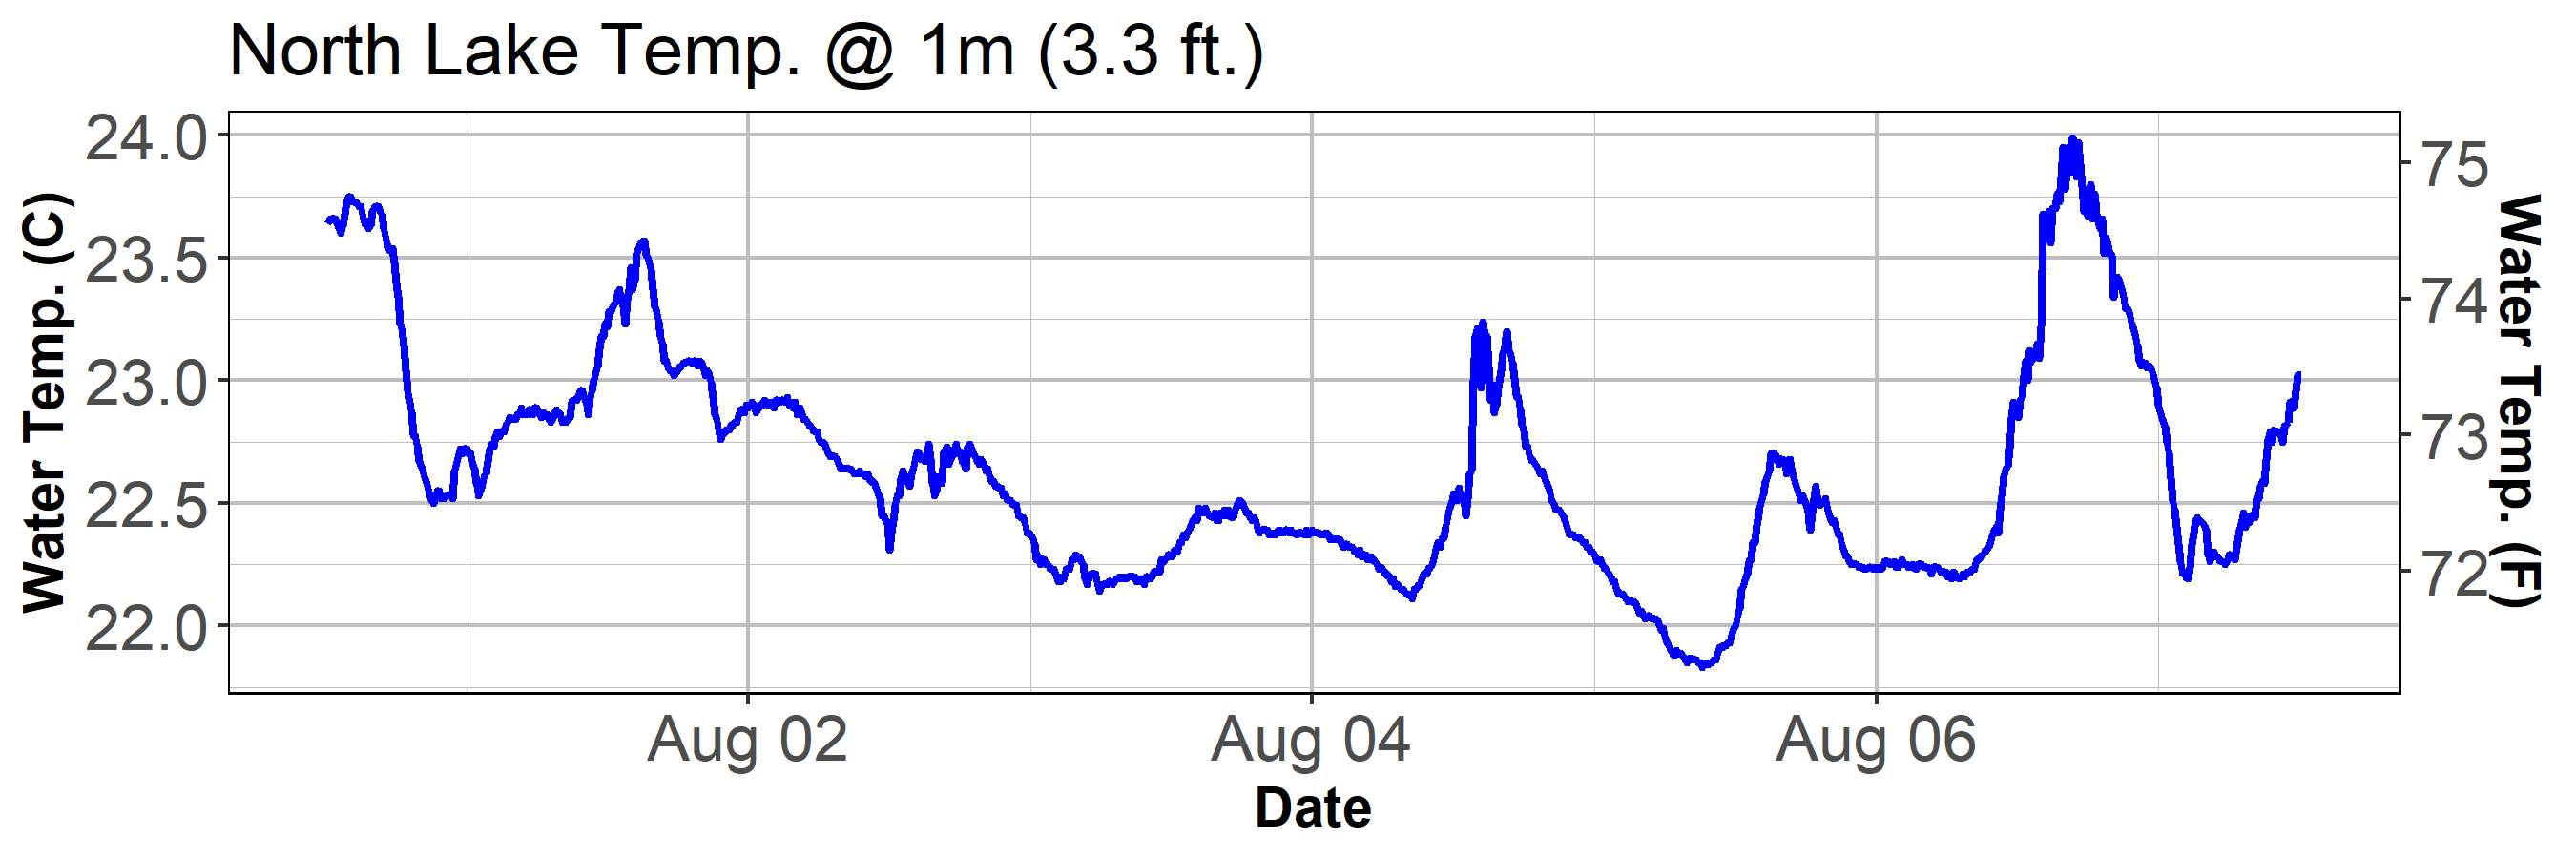 North Lake Temp. @ 1m (3.3 ft.)
Water Temp. (C)
24.0
23.5
23.0
22.5
22.0
75
74
73
72
Water Temp. (F)
Aug 02
Aug 04
Aug 06
Date